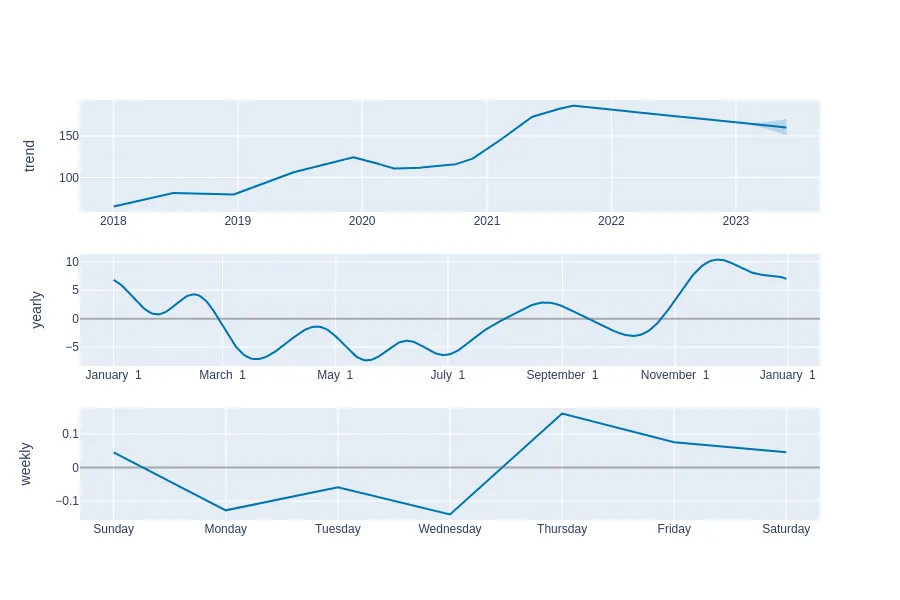 trend
150
100
2018 2019 2020 2021 2022 2023
yearly
10
5
0
−5
January 1 March 1 May 1 July 1 September 1 November 1 January 1
weekly
0.1
0
−0.1
Sunday Monday Tuesday Wednesday Thursday Friday Saturday